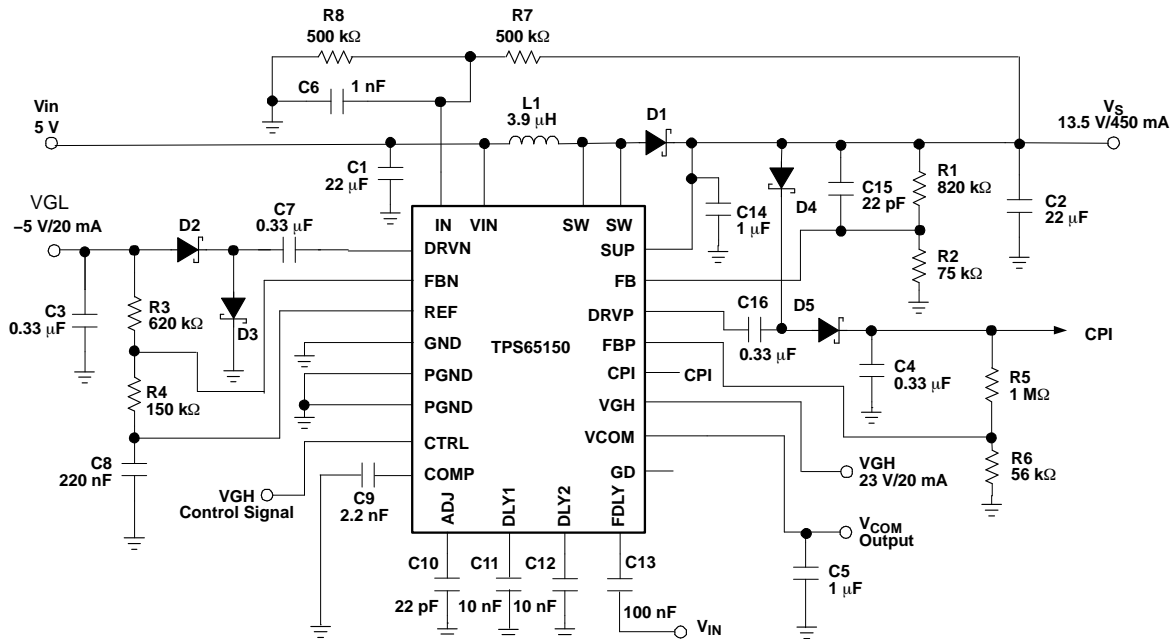 R8
500 kΩ
R7
500 kΩ
C6
1 nF
Vin
5 V
L1
3.9 μH
D1
VS
13.5 V/450 mA
C1
22 μF
R1
820 kΩ
C15
22 pF
D4
C2
22 μF
C14
1 μF
VGL
–5 V/20 mA
D2
C7
0.33 μF
IN
VIN
SW
SW
DRVN
SUP
FBN
FB
R2
75 kΩ
C3
0.33 μF
R3
620 kΩ
D3
REF
DRVP
C16
0.33 μF
D5
CPI
GND
TPS65150
FBP
PGND
CPI
CPI
C4
0.33 μF
R5
1 MΩ
R4
150 kΩ
PGND
VGH
CTRL
VCOM
C8
220 nF
COMP
GD
VGH
23 V/20 mA
R6
56 kΩ
VGH
Control Signal
C9
2.2 nF
ADJ
DLY1
DLY2
FDLY
VCOM
Output
C10
22 pF
C11
10 nF
C12
10 nF
C13
100 nF
C5
1 μF
VIN